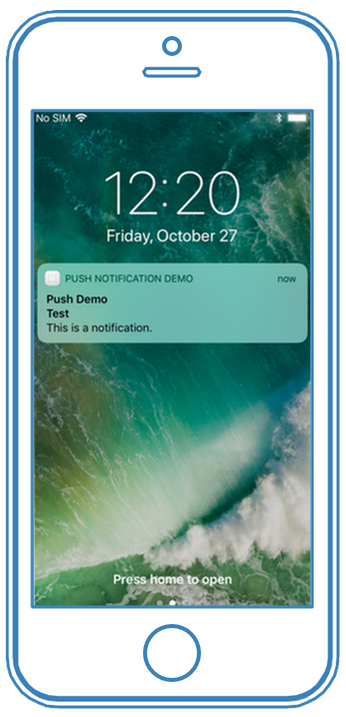 No SIM
12:20
Friday, October 27
PUSH NOTIFICATION DEMO now
Push Demo
Test
This is a notification.
Press home to open